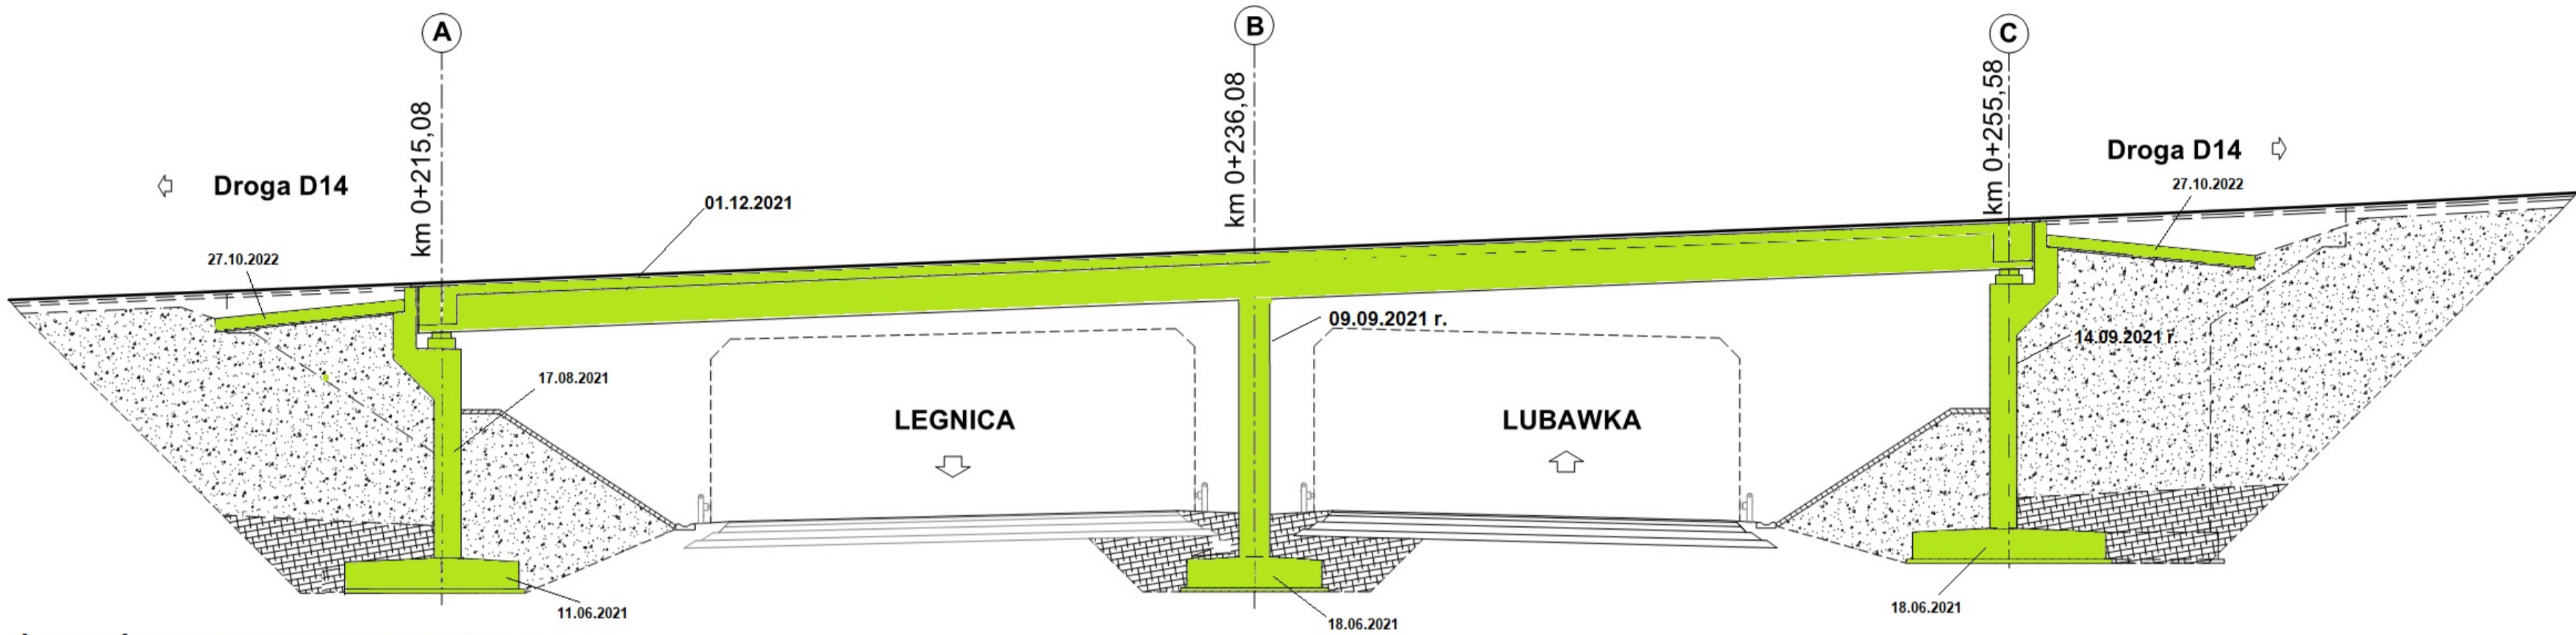 A
B
C
km 0+215,08
km 0+236,08
km 0+255,58
Droga D14
Droga D14
27.10.2022
01.12.2021
27.10.2022
09.09.2021 r.
14.09.2021 r.
17.08.2021
LEGNICA
LUBAWKA
11.06.2021
18.06.2021
18.06.2021